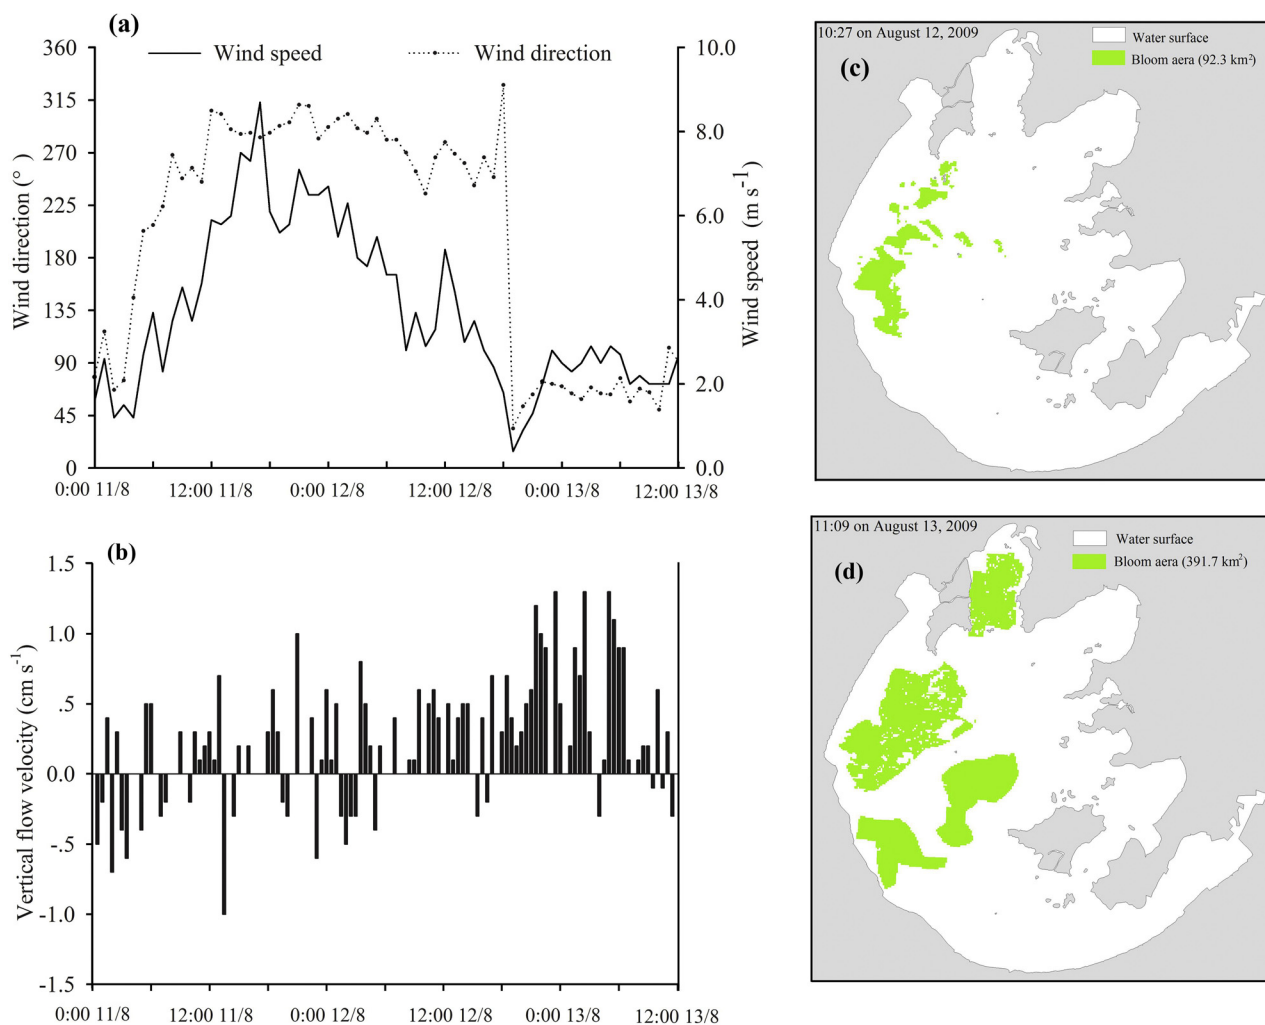 (a)
Wind speed
Wind direction
360
315
270
225
180
135
90
45
0
Wind direction (°)
10.0
8.0
6.0
4.0
2.0
0.0
Wind speed (m s-1)
0:00 11/8 12:00 11/8 0:00 12/8 12:00 12/8 0:00 13/8 12:00 13/8
(b)
1.5
1.0
.5
0.0
-.5
-1.0
-1.5
Vertical flow velocity (cm s-1)
0:00 11/8 12:00 11/8 0:00 12/8 12:00 12/8 0:00 13/8 12:00 13/8
10:27 on August 12, 2009
(c)
Water surface
Bloom aera (92.3 km2)
11:09 on August 13, 2009
(d)
Water surface
Bloom aera (391.7 km2)